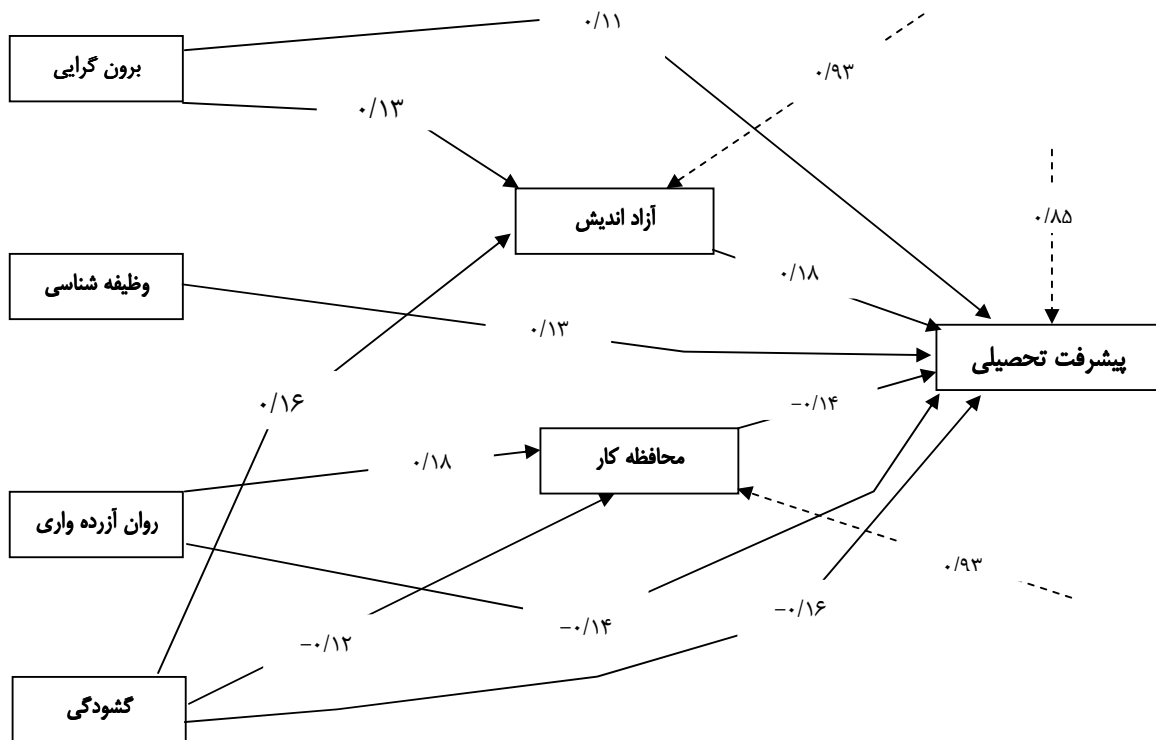 ۰/۱۱
برون گرایی
۰/۹۳
۰/۱۳
آزاد اندیش
۰/۸۵
وظیفه شناسی
۰/۱۸
۰/۱۳
پیشرفت تحصیلی
۰/۱۶
−۰/۱۴
۰/۱۸
محافظه کار
روان آزرده واری
۰/۹۳
−۰/۱۲
−۰/۱۴
−۰/۱۶
گشودگی